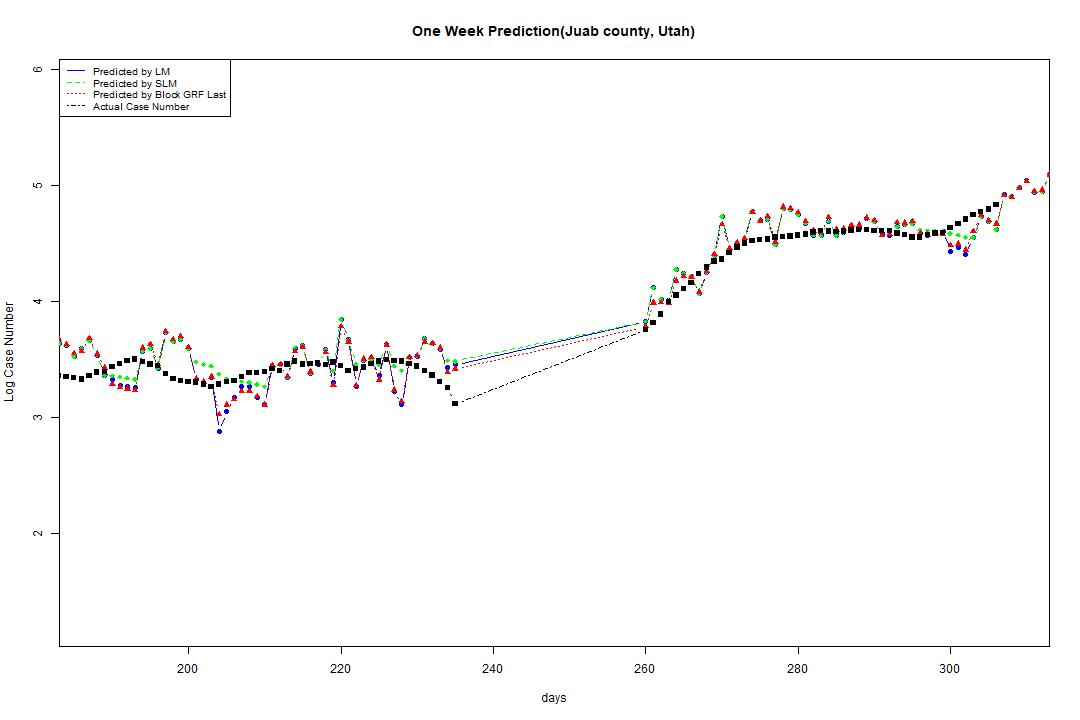 One Week Prediction(Juab county, Utah)
6
Predicted by LM
Predicted by SLM
Predicted by Block GRF Last
Actual Case Number
5
4
3
2
Log Case Number
200 220 240 260 280 300
days